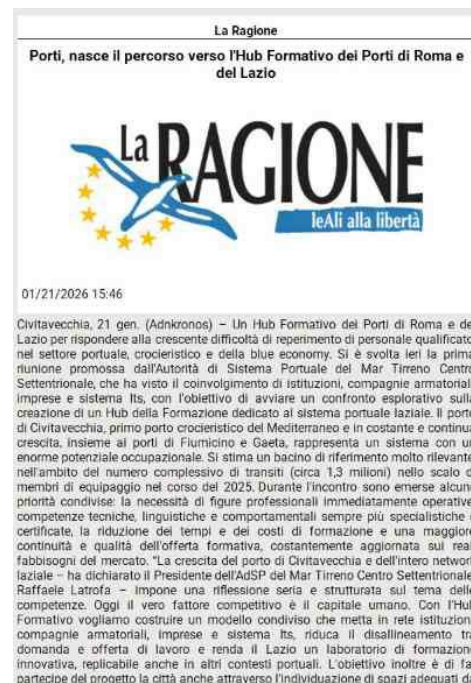 La Ragione
Porti, nasce il percorso verso l'Hub Formativo dei Porti di Roma e
del Lazio
La RAGIONE
leAli alla libertà
01/21/2026 15:46
Civitavecchia, 21 gen. (Adnkronos) – Un Hub Formativo dei Porti di Roma e de
Lazio per rispondere alla crescente difficoltà di reperimento di personale qualificato
nel settore portuale, crocieristico e della blue economy. Si è svolta ieri la prima
riunione promossa dall'Autorità di Sistema Portuale del Mar Tirreno Centro
Settentrionale, che ha visto il coinvolgimento di istituzioni, compagnie armatoriali
imprese e sistema Its, con l'obiettivo di avviare un confronto esplorativo sulla
creazione di un Hub della Formazione dedicato al sistema portuale laziale. Il porto
di Civitavecchia, primo porto crocieristico del Mediterraneo e in costante e continua
crescita, insieme ai porti di Fiumicino e Gaeta, rappresenta un sistema con un
enorme potenziale occupazionale. Si stima un bacino di riferimento molto rilevante
nell'ambito del numero complessivo di transiti (circa 1,3 milioni) nello scalo d
membri di equipaggio nel corso del 2025. Durante l'incontro sono emerse alcune
priorità condivise: la necessità di figure professionali immediatamente operative
competenze tecniche, linguistiche e comportamentali sempre più specialistiche e
certificate, la riduzione dei tempi e dei costi di formazione e una maggiore
continuità e qualità dell'offerta formativa, costantemente aggiornata sui real
fabbisogni del mercato. "La crescita del porto di Civitavecchia e dell'intero network
laziale – ha dichiarato il Presidente dell'AdSP del Mar Tirreno Centro Settentrionale
Raffaele Latrofa – impone una riflessione seria e strutturata sul tema delle
competenze. Oggi il vero fattore competitivo è il capitale umano. Con l'Hub
Formativo vogliamo costruire un modello condiviso che metta in rete istituzioni
compagnie armatoriali, imprese e sistema Its, riduca il disallineamento tra
domanda e offerta di lavoro e renda il Lazio un laboratorio di formazione
innovativa, replicabile anche in altri contesti portuali. L'obiettivo inoltre è di fa
partecipe del progetto la città anche attraverso l'individuazione di spazi adeguati di